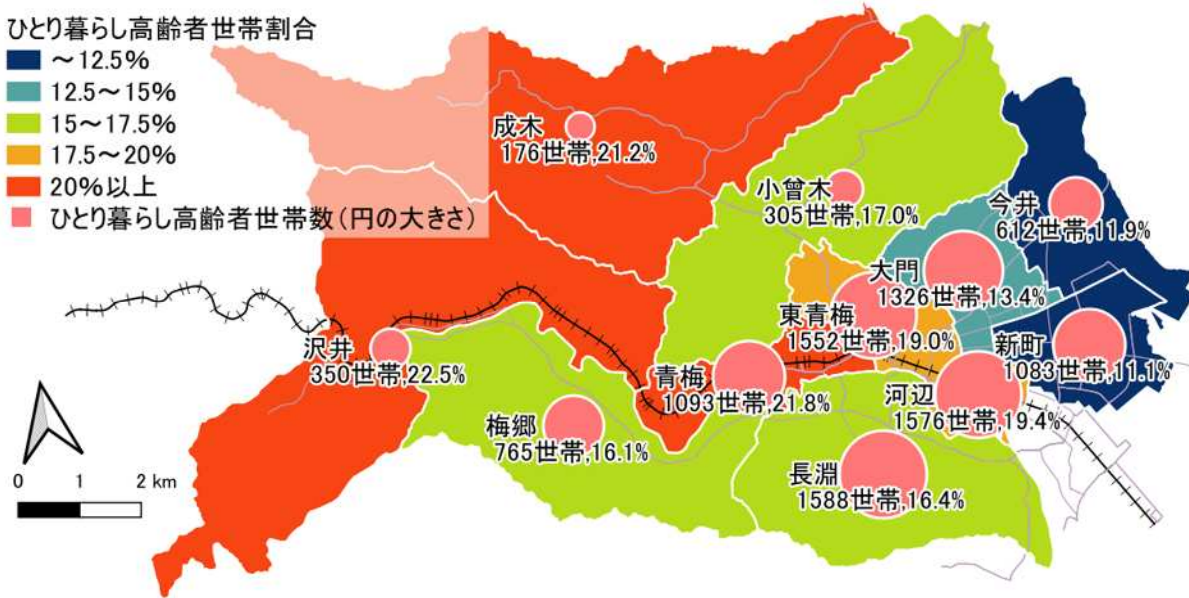 ひとり暮らし高齢者世帯割合
～12.5%
12.5～15%
15～17.5%
17.5～20%
20%以上
ひとり暮らし高齢者世帯数（円の大きさ）
成木
176世帯,21.2%
小曾木
305世帯,17.0%
今井
612世帯,11.9%
大門
1326世帯,13.4%
東青梅
1552世帯,19.0%
新町
1083世帯,11.1%
沢井
350世帯,22.5%
青梅
1093世帯,21.8%
河辺
1576世帯,19.4%
梅郷
765世帯,16.1%
長淵
1588世帯,16.4%
0 1 2 km